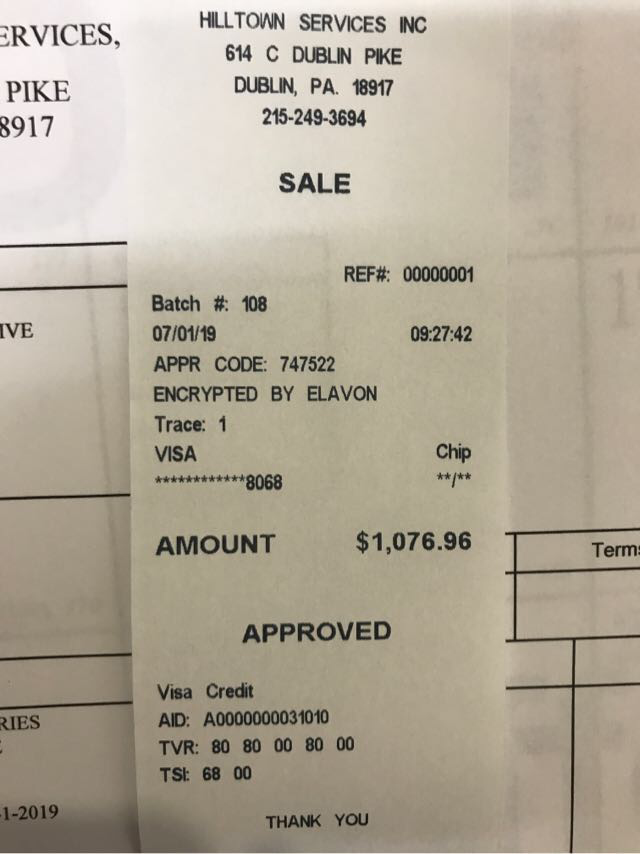 ERVICES,
PIKE
8917
HILLTOWN SERVICES INC
614 C DUBLIN PIKE
DUBLIN, PA. 18917
215-249-3694
SALE
REF#: 00000001
Batch #: 108
07/01/19 09:27:42
APPR CODE: 747522
ENCRYPTED BY ELAVON
Trace: 1
VISA Chip
************8068 **/**
AMOUNT $1,076.96
APPROVED
Visa Credit
AID: A0000000031010
TVR: 80 80 00 80 00
TSI: 68 00
THANK YOU
IVE
RIES
1-2019
Terms